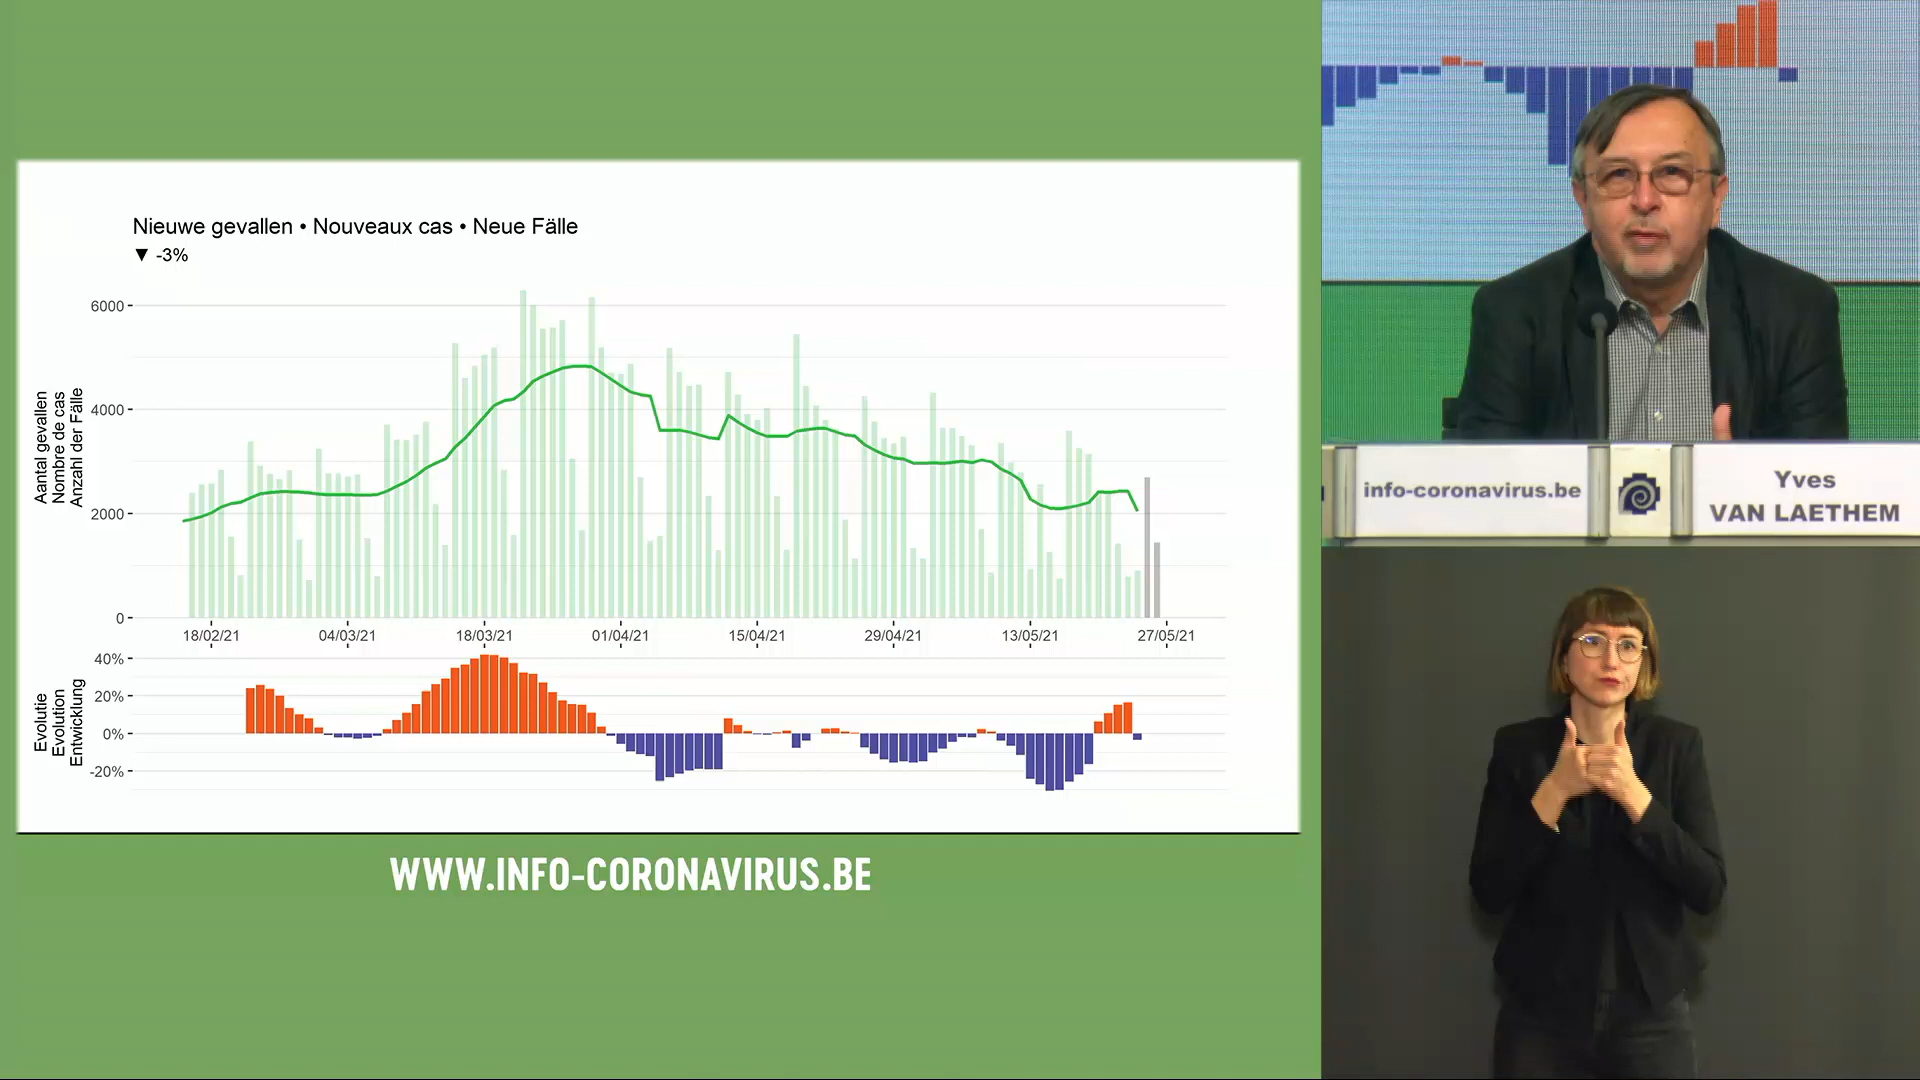 Nieuwe gevallen • Nouveaux cas • Neue Fälle
▼ -3%
Aantal gevallen
Nombre de cas
Anzahl der Fälle
6000
4000
2000
0
18/02/21 04/03/21 18/03/21 01/04/21 15/04/21 29/04/21 13/05/21 27/05/21
Evolutie
Evolution
Entwicklung
40%
20%
0%
-20%
WWW.INFO-CORONAVIRUS.BE
info-coronavirus.be
Yves
VAN LAETHEM